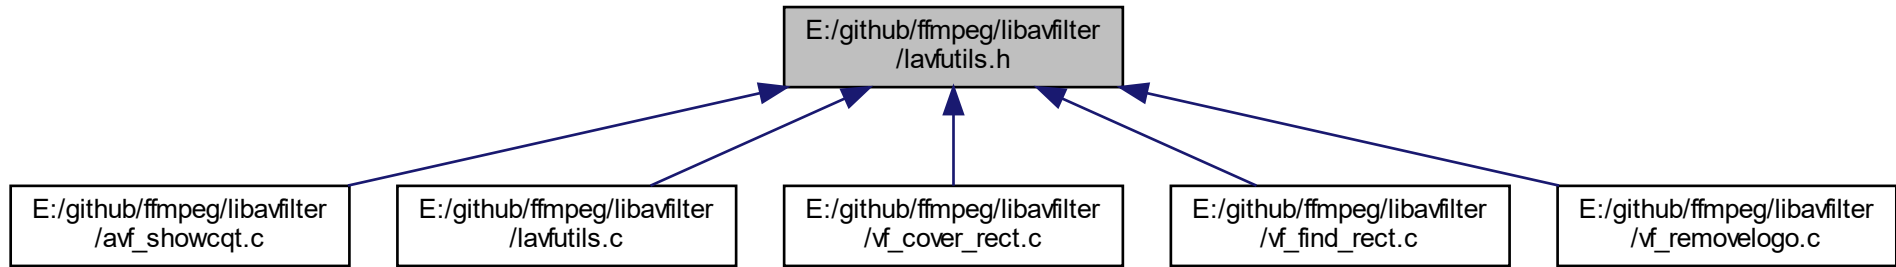 E:/github/ffmpeg/libavfilter
/lavfutils.h
E:/github/ffmpeg/libavfilter
/avf_showcqt.c
E:/github/ffmpeg/libavfilter
/lavfutils.c
E:/github/ffmpeg/libavfilter
/vf_cover_rect.c
E:/github/ffmpeg/libavfilter
/vf_find_rect.c
E:/github/ffmpeg/libavfilter
/vf_removelogo.c